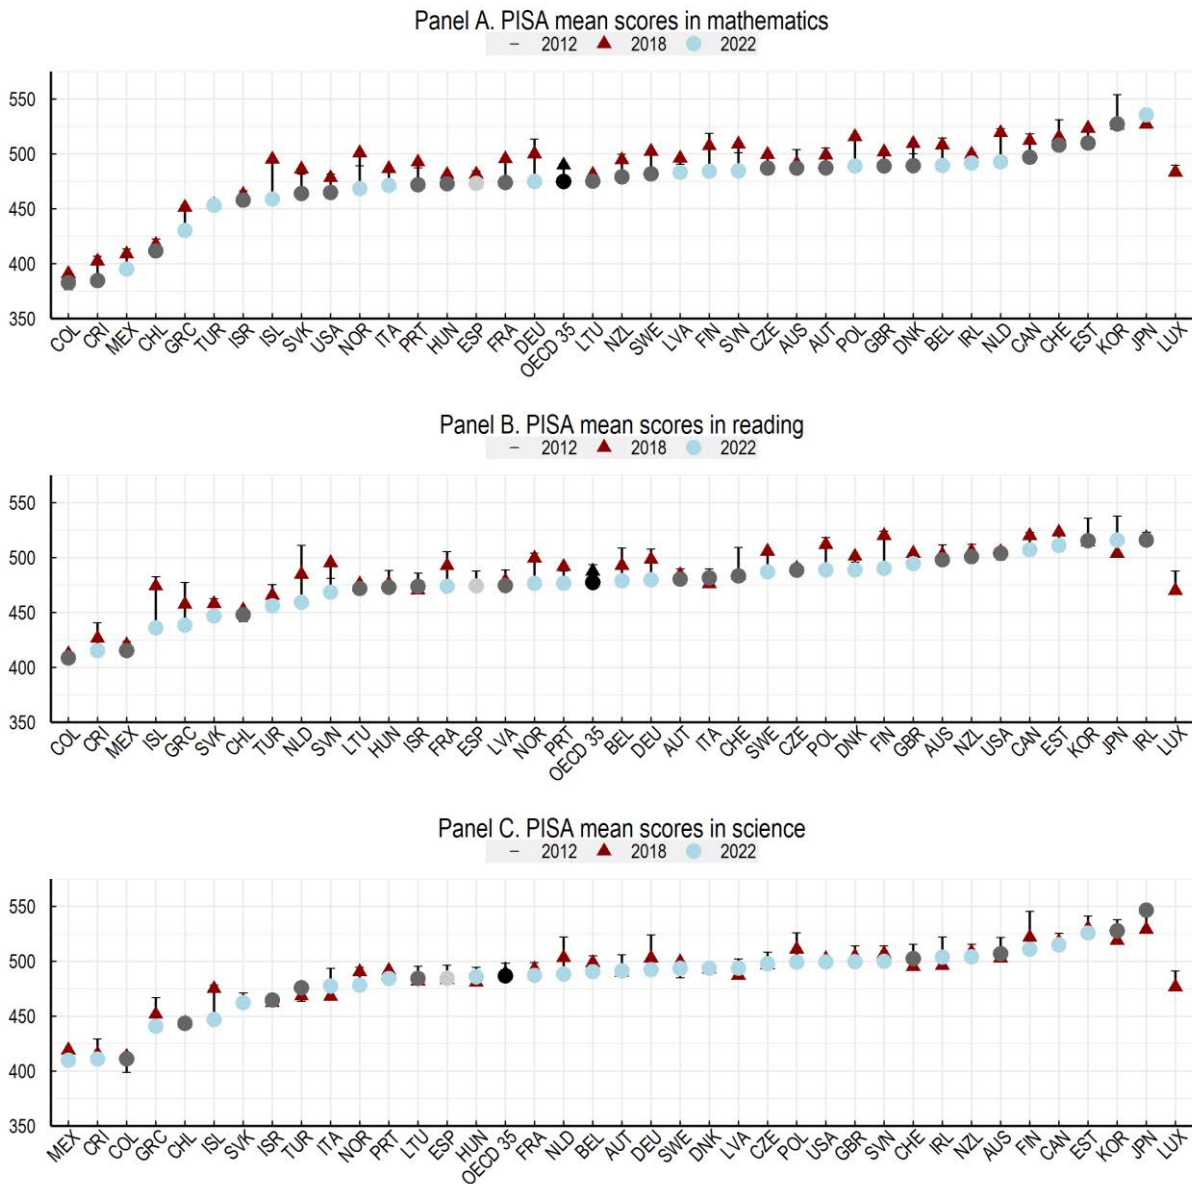 Panel A. PISA mean scores in mathematics
2012 2018 2022
550
500
450
400
350
COL CRI MEX CHL GRC TUR ISR ISL SVK USA NOR ITA PRT HUN ESP FRA DEU OECD 35 LTU NZL SWE LVA FIN SVN CZE AUS AUT POL GBR DNK BEL IRL NLD CAN CHE EST KOR JPN LUX
Panel B. PISA mean scores in reading
2012 2018 2022
550
500
450
400
350
COL CRI MEX ISL GRC SVK CHL TUR NLD SVN LTU HUN ISR FRA ESP LVA NOR PRT OECD 35 BEL DEU AUT ITA CHE SWE CZE POL DNK FIN GBR AUS NZL USA CAN EST KOR JPN IRL LUX
Panel C. PISA mean scores in science
2012 2018 2022
550
500
450
400
350
MEX CRI COL GRC CHL ISL SVK ISR TUR ITA NOR PRT LTU ESP HUN OECD 35 FRA NLD BEL AUT DEU SWE DNK LVA CZE POL USA GBR SVN CHE IRL NZL AUS FIN CAN EST KOR JPN LUX